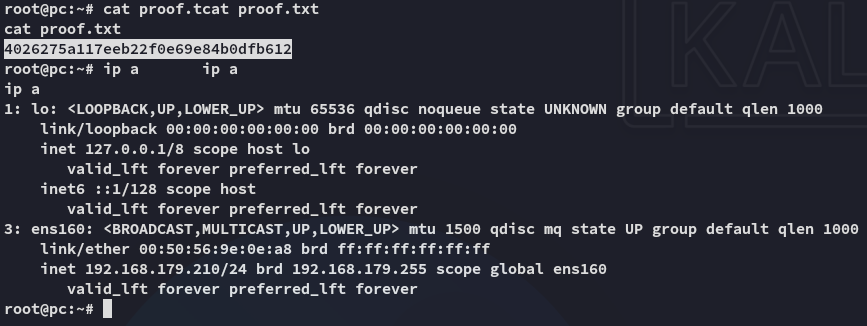 root@pc:~# cat proof.tcat proof.txt
cat proof.txt
4026275a117eeb22f0e69e84b0dfb612
root@pc:~# ip a       ip a
ip a
1: lo: <LOOPBACK,UP,LOWER_UP> mtu 65536 qdisc noqueue state UNKNOWN group default qlen 1000
    link/loopback 00:00:00:00:00:00 brd 00:00:00:00:00:00
    inet 127.0.0.1/8 scope host lo
       valid_lft forever preferred_lft forever
    inet6 ::1/128 scope host
       valid_lft forever preferred_lft forever
3: ens160: <BROADCAST,MULTICAST,UP,LOWER_UP> mtu 1500 qdisc mq state UP group default qlen 1000
    link/ether 00:50:56:9e:0e:a8 brd ff:ff:ff:ff:ff:ff
    inet 192.168.179.210/24 brd 192.168.179.255 scope global ens160
       valid_lft forever preferred_lft forever
root@pc:~#
KAL